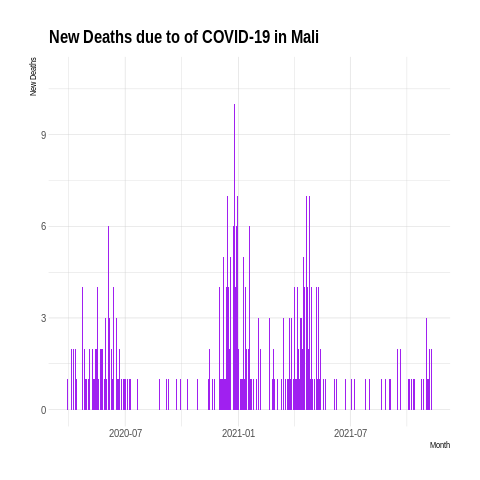 New Deaths due to of COVID-19 in Mali
New Deaths
9
6
3
0
2020-07
2021-01
2021-07
Month